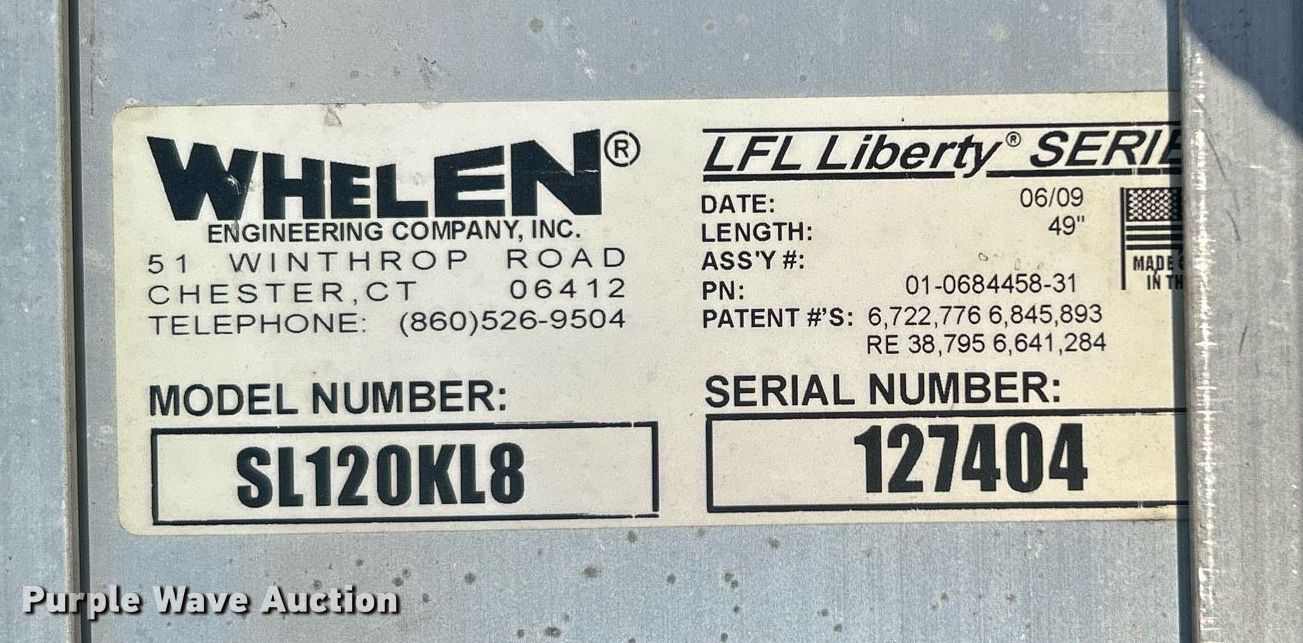 WHELEN®
ENGINEERING COMPANY, INC.
51 WINTHROP ROAD
CHESTER, CT 06412
TELEPHONE: (860)526-9504
MODEL NUMBER:
SL120KL8
LFL Liberty® SERIE
DATE: 06/09
LENGTH: 49"
ASS'Y #:
PN: 01-0684458-31
PATENT #'S: 6,722,776 6,845,893
RE 38,795 6,641,284
MADE
IN TH
SERIAL NUMBER:
127404
Purple Wave Auction